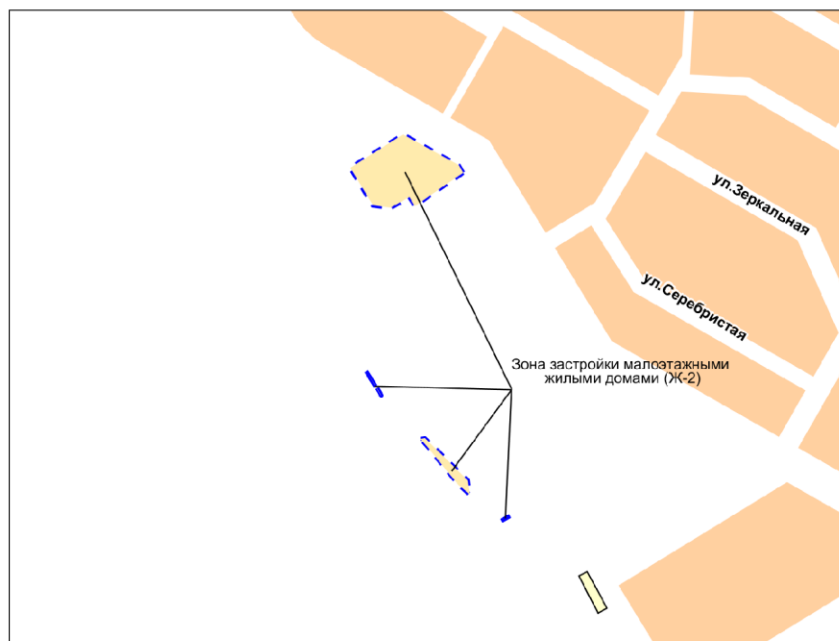 ул.Зеркальная
ул.Серебристая
Зона застройки малоэтажными
жилыми домами (Ж-2)